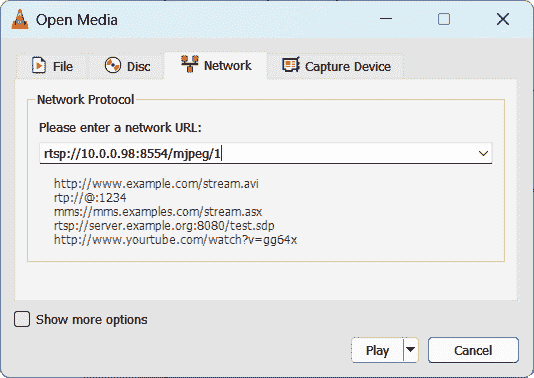 Open Media
File Disc Network Capture Device
Network Protocol
Please enter a network URL:
rtsp://10.0.0.98:8554/mjpeg/1
http://www.example.com/stream.avi
rtp://@:1234
mms://mms.examples.com/stream.asx
rtsp://server.example.org:8080/test.sdp
http://www.yourtube.com/watch?v=gg64x
Show more options
Play Cancel